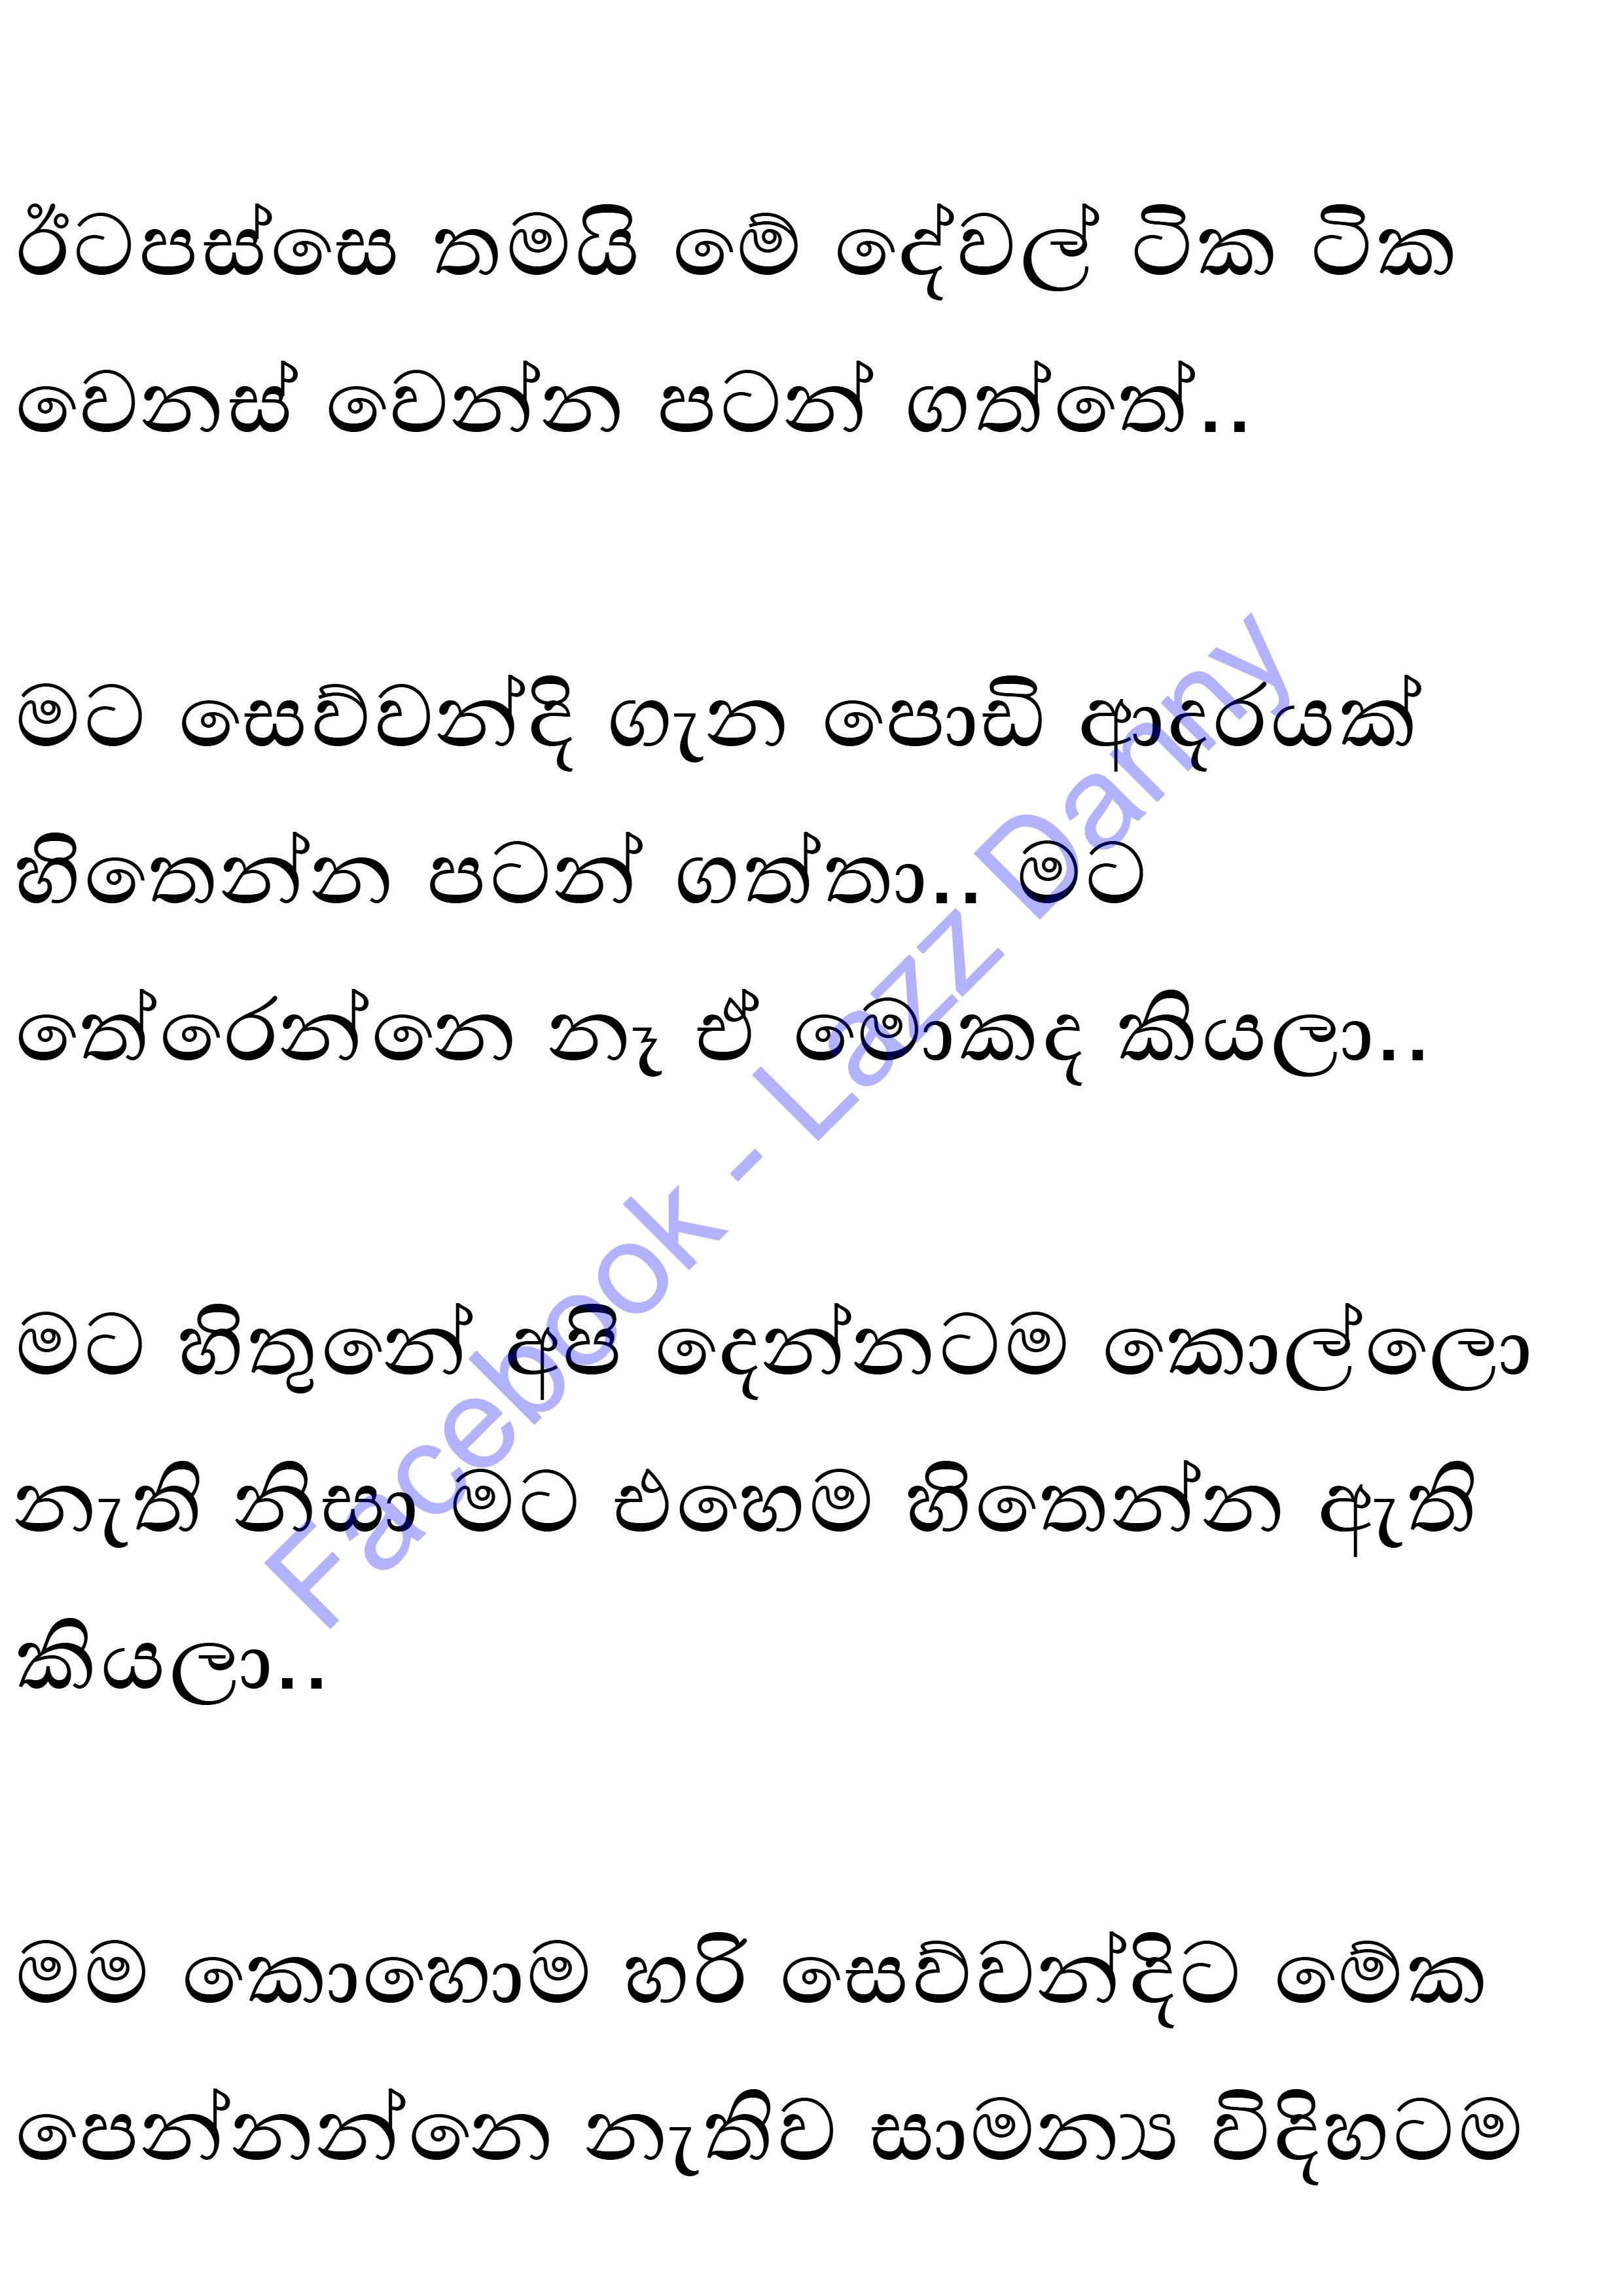 ඊටපස්සෙ තමයි මේ දේවල් ටික ටික
වෙනස් වෙන්න පටන් ගත්තේ..
මට සෙව්වන්දි ගැන පොඩි ආදරයක්
හිතෙන්න පටන් ගත්තා.. මට
තේරෙන්නෙ නෑ ඒ මොකද කියලා..
මට හිතුනේ අපි දෙන්නටම කොල්ලො
නැති නිසා මට එහෙම හිතෙන්න ඇති
කියලා..
මම කොහොම හරි සෙව්වන්දිට මේක
පෙන්නන්නෙ නැතිව සාමන්‍ය විදිහටම
Facebook - Lazz Danny